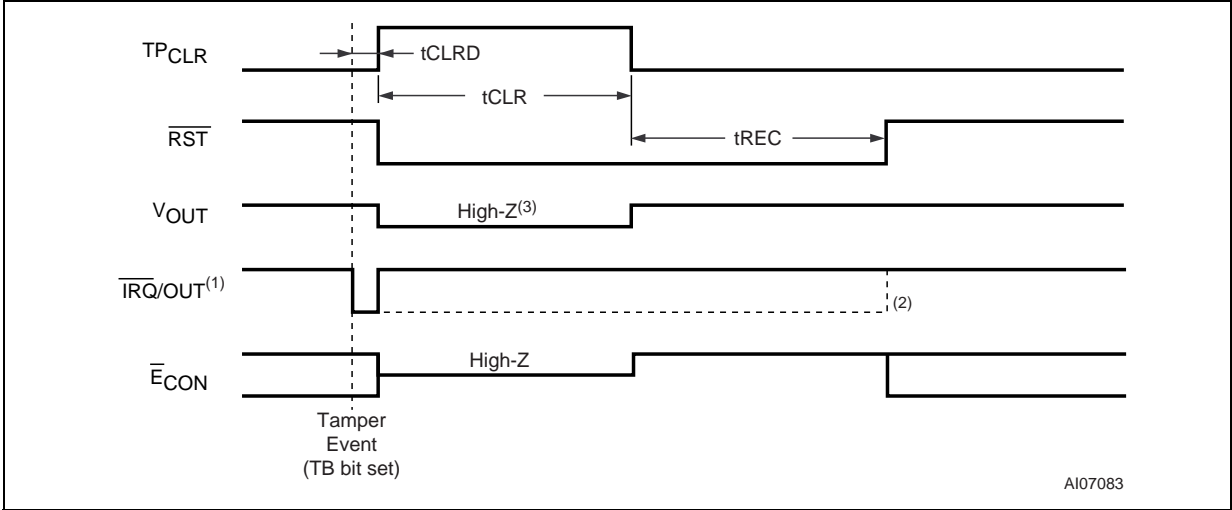 TPCLR
tCLRD
tCLR
RST
tREC
VOUT
High-Z(3)
IRQ/OUT(1)
(2)
ECON
High-Z
Tamper
Event
(TB bit set)
AI07083